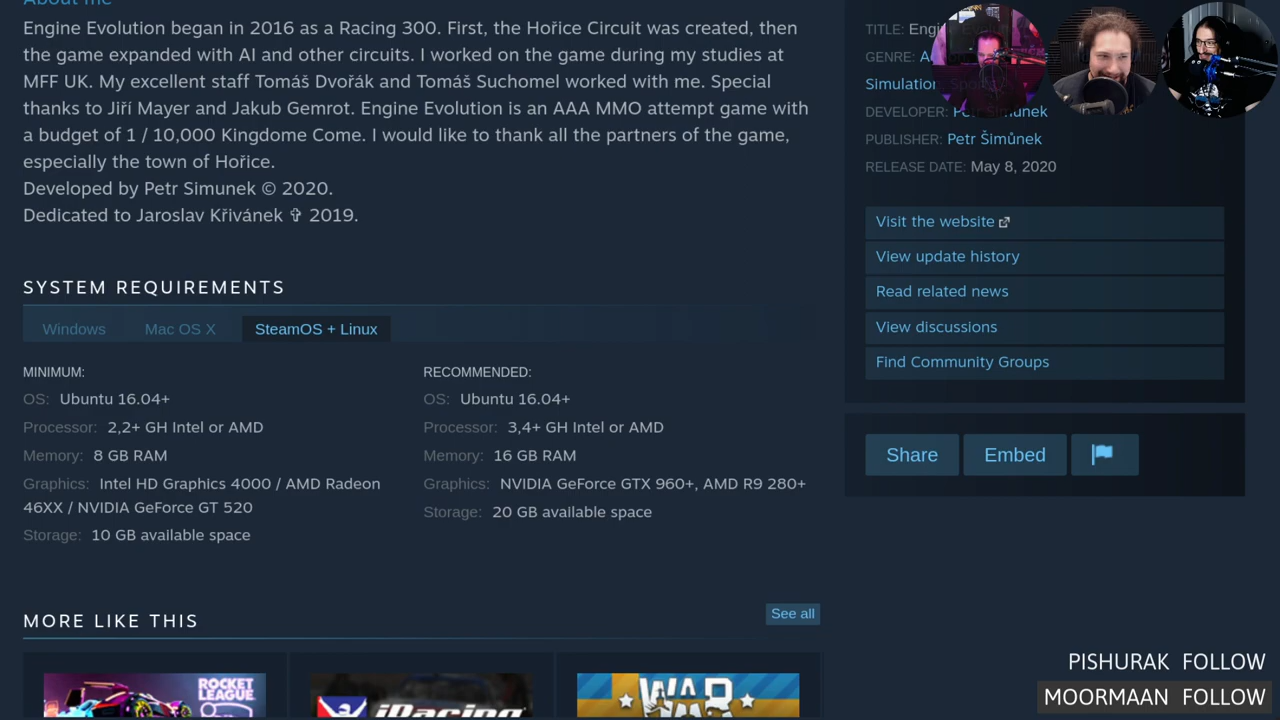 About me
Engine Evolution began in 2016 as a Racing 300. First, the Hořice Circuit was created, then
the game expanded with AI and other circuits. I worked on the game during my studies at
MFF UK. My excellent staff Tomáš Dvořák and Tomáš Suchomel worked with me. Special
thanks to Jiří Mayer and Jakub Gemrot. Engine Evolution is an AAA MMO attempt game with
a budget of 1 / 10,000 Kingdome Come. I would like to thank all the partners of the game,
especially the town of Hořice.
Developed by Petr Simunek © 2020.
Dedicated to Jaroslav Křivánek ✞ 2019.
SYSTEM REQUIREMENTS
Windows Mac OS X SteamOS + Linux
MINIMUM:
OS: Ubuntu 16.04+
Processor: 2,2+ GH Intel or AMD
Memory: 8 GB RAM
Graphics: Intel HD Graphics 4000 / AMD Radeon
46XX / NVIDIA GeForce GT 520
Storage: 10 GB available space
RECOMMENDED:
OS: Ubuntu 16.04+
Processor: 3,4+ GH Intel or AMD
Memory: 16 GB RAM
Graphics: NVIDIA GeForce GTX 960+, AMD R9 280+
Storage: 20 GB available space
MORE LIKE THIS
See all
ROCKET
LEAGUE
iRacing
WAR
TITLE:
GENRE:
Simulation
DEVELOPER:
PUBLISHER: Petr Šimůnek
RELEASE DATE: May 8, 2020
Visit the website
View update history
Read related news
View discussions
Find Community Groups
Share Embed
PISHURAK FOLLOW
MOORMAAN FOLLOW